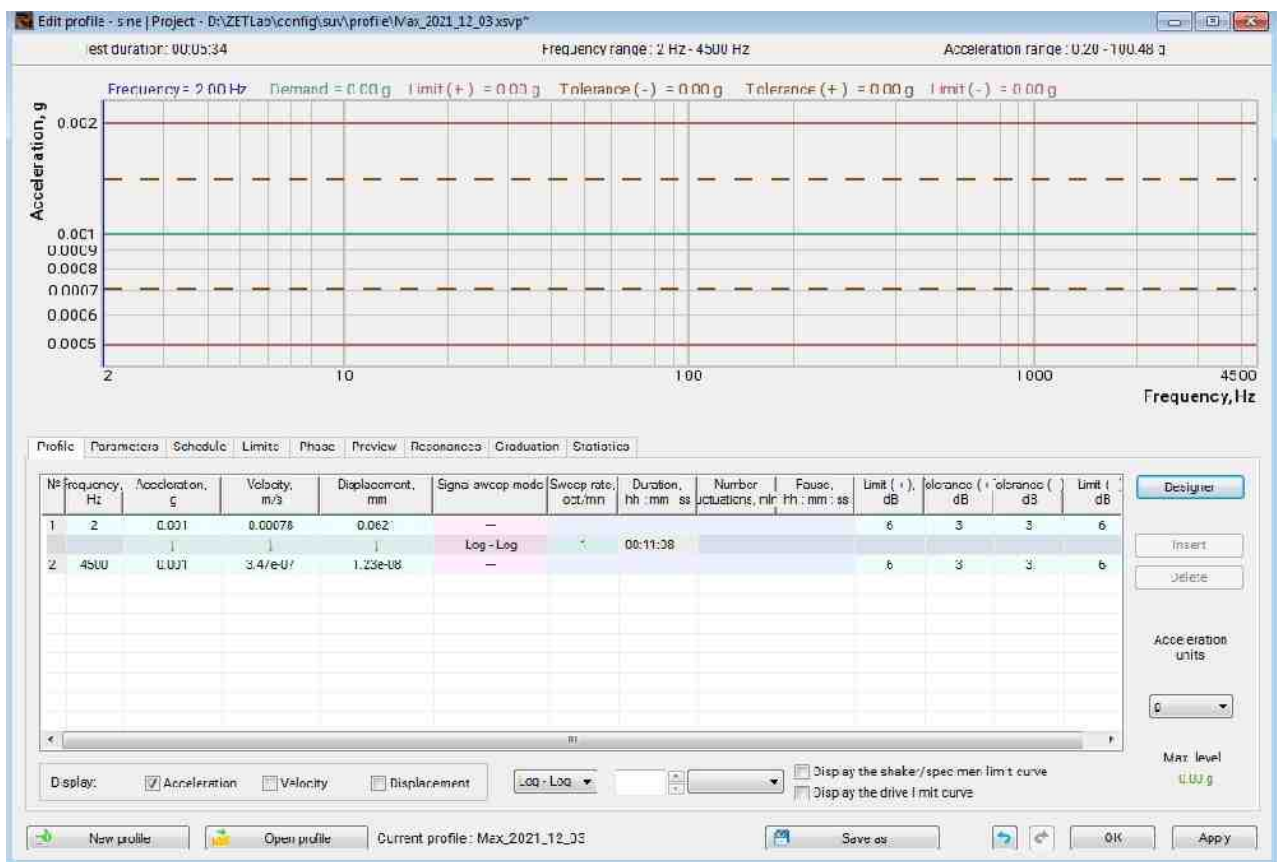 Edit profile - sine | Project - D:\ZETLab\config\suv\profile\Max_2021_12_03.xsvp*
Test duration: 00:05:34 Frequency range: 2 Hz - 4500 Hz Acceleration range: 0.20 - 100.48 g
Frequency = 2.00 Hz Demand = 0.00 g Limit (+) = 0.00 g Tolerance (-) = 0.00 g Tolerance (+) = 0.00 g Limit (-) = 0.00 g
Acceleration, g
0.002
0.001
0.0009
0.0008
0.0007
0.0006
0.0005
2 10 100 1000 4500
Frequency, Hz
Profile Parameters Schedule Limits Phase Preview Resonances Graduation Statistics
Nº Frequency, Acceleration, Velocity, Displacement, Signal sweep mode Sweep rate, Duration, Number Pause, Limit (+), olerance (+ olerance ( ) Limit (
Hz g m/s mm oct/min hh : mm : ss uctuations, mln hh : mm : ss dB dB dB dB
1 2 0.001 0.00078 0.0621 — 6 3 3 6
Log - Log 1 00:11:08
2 4500 0.001 3.47e-07 1.23e-08 — 6 3 3 6
Designer
Insert
Delete
Acceleration
units
g
Max. level
0.00 g
Display: Acceleration Velocity Displacement Log - Log Display the shaker/specimen limit curve
Display the drive limit curve
New profile Open profile Current profile: Max_2021_12_03 Save as OK Apply